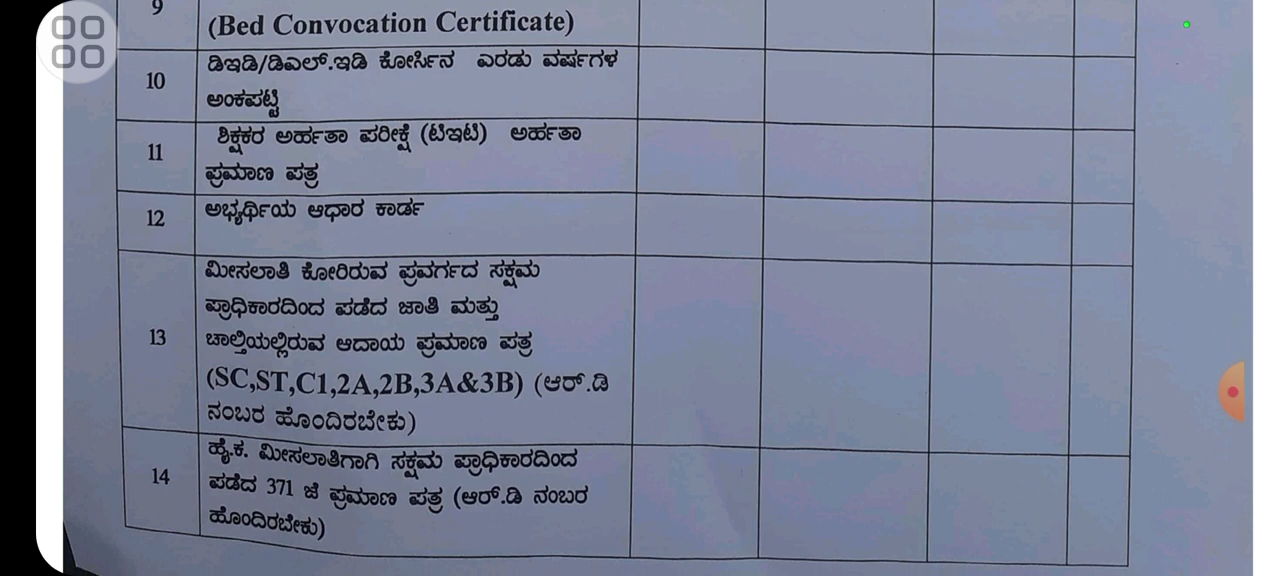 9
(Bed Convocation Certificate)
10
ಡಿಇಡಿ/ಡಿಎಲ್.ಇಡಿ ಕೋರ್ಸಿನ ಎರಡು ವರ್ಷಗಳ
ಅಂಕಪಟ್ಟಿ
11
ಶಿಕ್ಷಕರ ಅರ್ಹತಾ ಪರೀಕ್ಷೆ (ಟಿಇಟಿ) ಅರ್ಹತಾ
ಪ್ರಮಾಣ ಪತ್ರ
12
ಅಭ್ಯರ್ಥಿಯ ಆಧಾರ ಕಾರ್ಡ
13
ಮೀಸಲಾತಿ ಕೋರಿರುವ ಪ್ರವರ್ಗದ ಸಕ್ಷಮ
ಪ್ರಾಧಿಕಾರದಿಂದ ಪಡೆದ ಜಾತಿ ಮತ್ತು
ಚಾಲ್ತಿಯಲ್ಲಿರುವ ಆದಾಯ ಪ್ರಮಾಣ ಪತ್ರ
(SC,ST,C1,2A,2B,3A&3B) (ಆರ್.ಡಿ
ನಂಬರ ಹೊಂದಿರಬೇಕು)
14
ಹೈ.ಕ. ಮೀಸಲಾತಿಗಾಗಿ ಸಕ್ಷಮ ಪ್ರಾಧಿಕಾರದಿಂದ
ಪಡೆದ 371 ಜೆ ಪ್ರಮಾಣ ಪತ್ರ (ಆರ್.ಡಿ ನಂಬರ
ಹೊಂದಿರಬೇಕು)